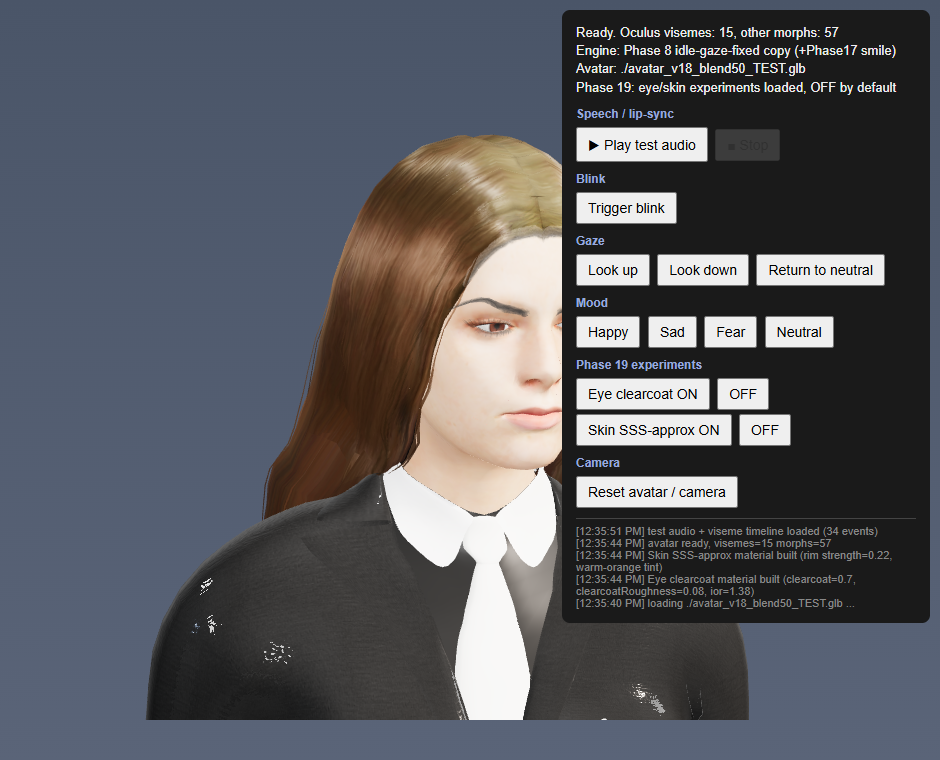 Ready. Oculus visemes: 15, other morphs: 57
Engine: Phase 8 idle-gaze-fixed copy (+Phase17 smile)
Avatar: ./avatar_v18_blend50_TEST.glb
Phase 19: eye/skin experiments loaded, OFF by default
Speech / lip-sync
▶ Play test audio ■ Stop
Blink
Trigger blink
Gaze
Look up Look down Return to neutral
Mood
Happy Sad Fear Neutral
Phase 19 experiments
Eye clearcoat ON OFF
Skin SSS-approx ON OFF
Camera
Reset avatar / camera
[12:35:51 PM] test audio + viseme timeline loaded (34 events)
[12:35:44 PM] avatar ready, visemes=15 morphs=57
[12:35:44 PM] Skin SSS-approx material built (rim strength=0.22,
warm-orange tint)
[12:35:44 PM] Eye clearcoat material built (clearcoat=0.7,
clearcoatRoughness=0.08, ior=1.38)
[12:35:40 PM] loading ./avatar_v18_blend50_TEST.glb ...